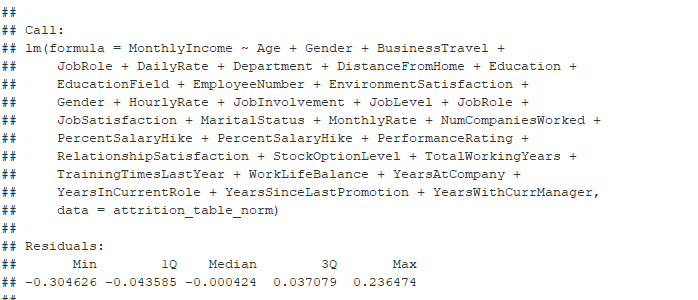 ##
## Call:
## lm(formula = MonthlyIncome ~ Age + Gender + BusinessTravel +
##     JobRole + DailyRate + Department + DistanceFromHome + Education +
##     EducationField + EmployeeNumber + EnvironmentSatisfaction +
##     Gender + HourlyRate + JobInvolvement + JobLevel + JobRole +
##     JobSatisfaction + MaritalStatus + MonthlyRate + NumCompaniesWorked +
##     PercentSalaryHike + PercentSalaryHike + PerformanceRating +
##     RelationshipSatisfaction + StockOptionLevel + TotalWorkingYears +
##     TrainingTimesLastYear + WorkLifeBalance + YearsAtCompany +
##     YearsInCurrentRole + YearsSinceLastPromotion + YearsWithCurrManager,
##     data = attrition_table_norm)
##
## Residuals:
##       Min        1Q    Median        3Q       Max
## -0.304626 -0.043585 -0.000424  0.037079  0.236474
##